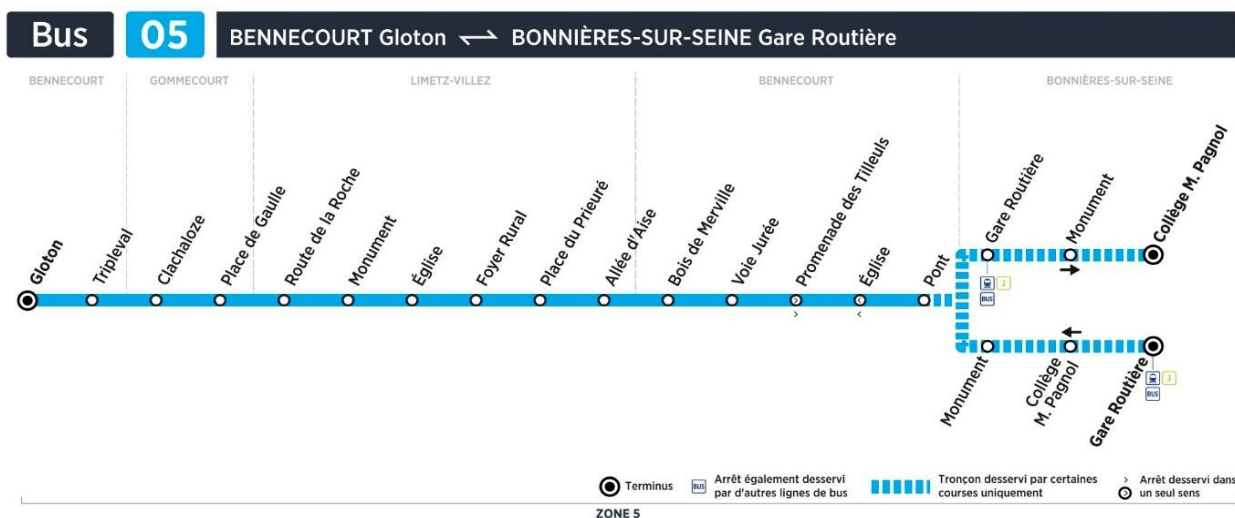 Bus 05 BENNECOURT Gloton BONNIÈRES-SUR-SEINE Gare Routière
BENNECOURT
GOMMECOURT
LIMETZ-VILLEZ
BENNECOURT
BONNIÈRES-SUR-SEINE
Gloton
Tripleval
Clachaloze
Place de Gaulle
Route de la Roche
Monument
Église
Foyer Rural
Place du Prieuré
Allée d'Aise
Bois de Merville
Voie Jurée
Promenade des Tilleuls
Église
Pont
Gare Routière
Monument
Collège M. Pagnol
J
BUS
Monument
Collège
M. Pagnol
Gare Routière
J
BUS
Terminus
BUS
Arrêt également desservi
par d'autres lignes de bus
Tronçon desservi par certaines
courses uniquement
Arrêt desservi dans
un seul sens
ZONE 5